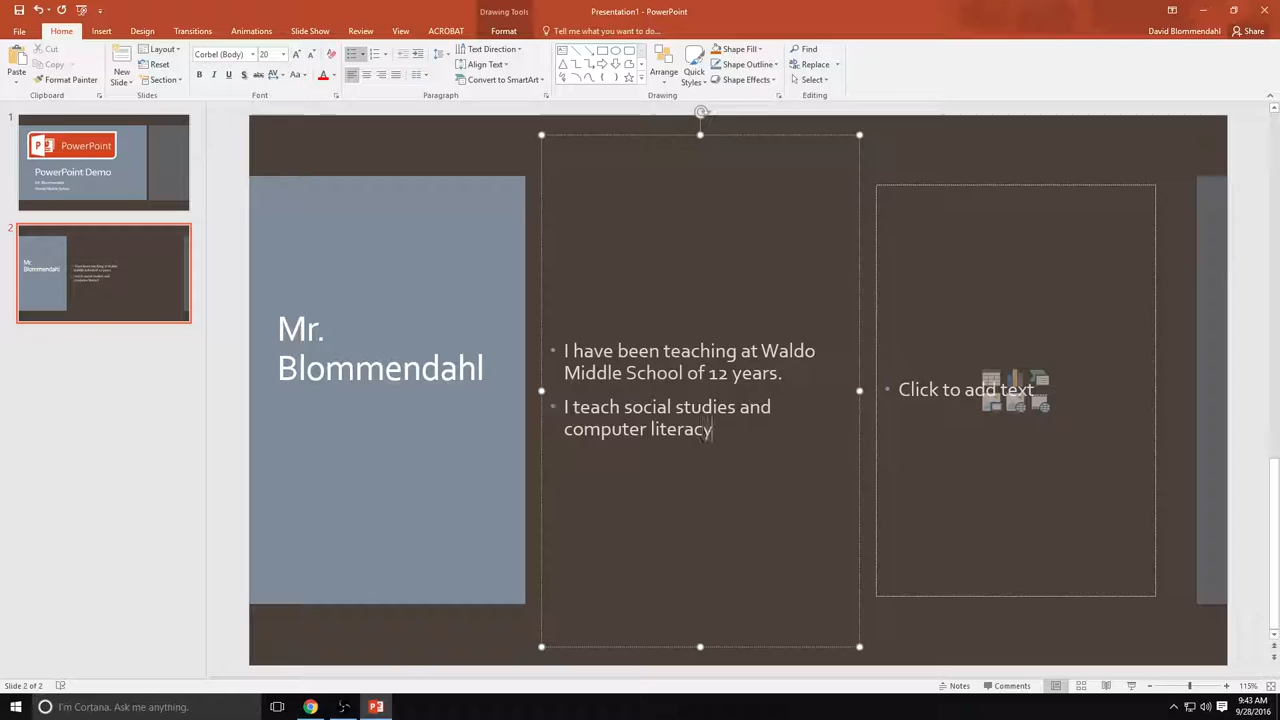 Drawing Tools
Presentation1 - PowerPoint
File
Home
Insert
Design
Transitions
Animations
Slide Show
Review
View
ACROBAT
Format
Tell me what you want to do...
David Blommendahl
Share
Paste
Cut
Copy
Format Painter
Clipboard
New
Slide
Layout
Reset
Section
Slides
Corbel (Body)
20
Font
Text Direction
Align Text
Convert to SmartArt
Paragraph
Arrange
Quick
Styles
Shape Fill
Shape Outline
Shape Effects
Drawing
Find
Replace
Select
Editing
1
PowerPoint
PowerPoint Demo
2
Mr.
Blommendahl
Mr.
Blommendahl
• I have been teaching at Waldo
Middle School of 12 years.
• I teach social studies and
computer literacy
• Click to add text
Slide 2 of 2
Notes
Comments
115%
I'm Cortana. Ask me anything.
9:43 AM
9/28/2016